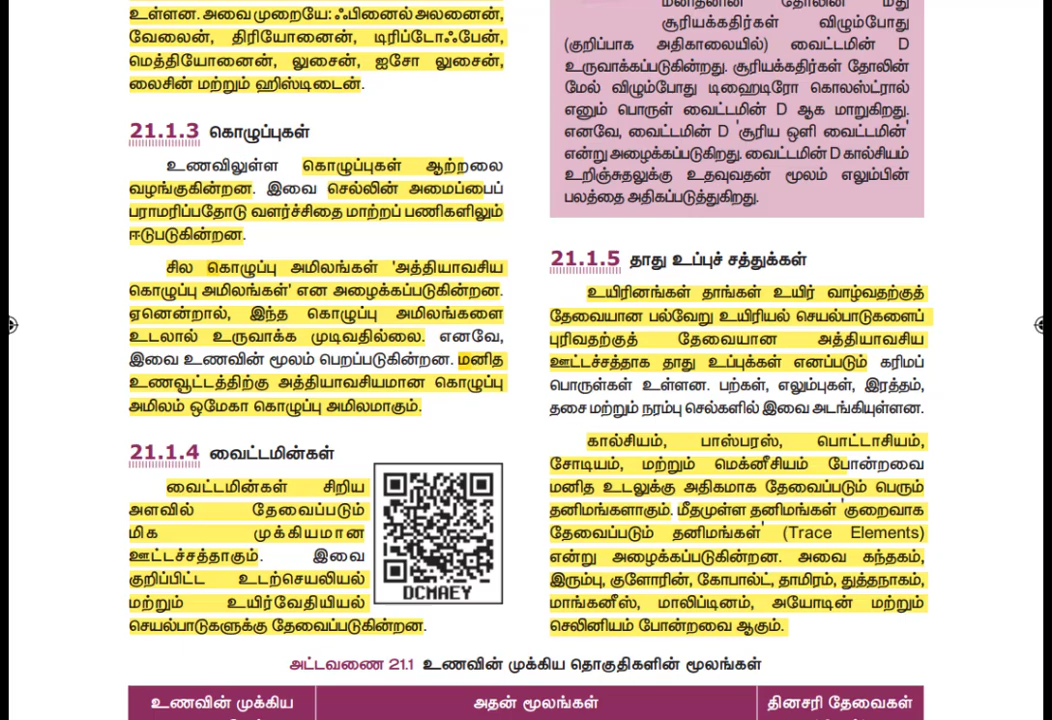 உள்ளன. அவை முறையே: ஃபினைல் அலனைன்,
வேலைன், திரியோனைன், டிரிப்டோஃபேன்,
மெத்தியோனைன், லுசைன், ஐசோ லுசைன்,
லைசின் மற்றும் ஹிஸ்டிடைன்.
21.1.3 கொழுப்புகள்
உணவிலுள்ள கொழுப்புகள் ஆற்றலை
வழங்குகின்றன. இவை செல்லின் அமைப்பைப்
பராமரிப்பதோடு வளர்ச்சிதை மாற்றப் பணிகளிலும்
ஈடுபடுகின்றன.
சில கொழுப்பு அமிலங்கள் 'அத்தியாவசிய
கொழுப்பு அமிலங்கள்' என அழைக்கப்படுகின்றன.
ஏனென்றால், இந்த கொழுப்பு அமிலங்களை
உடலால் உருவாக்க முடிவதில்லை. எனவே,
இவை உணவின் மூலம் பெறப்படுகின்றன. மனித
உணவூட்டத்திற்கு அத்தியாவசியமான கொழுப்பு
அமிலம் ஒமேகா கொழுப்பு அமிலமாகும்.
21.1.4 வைட்டமின்கள்
வைட்டமின்கள் சிறிய
அளவில் தேவைப்படும்
மிக முக்கியமான
ஊட்டச்சத்தாகும். இவை
குறிப்பிட்ட உடற்செயலியல்
மற்றும் உயிர்வேதியியல்
செயல்பாடுகளுக்கு தேவைப்படுகின்றன.
DCMAEY
மனிதனின் தோலின் மீது
சூரியக்கதிர்கள் விழும்போது
(குறிப்பாக அதிகாலையில்) வைட்டமின் D
உருவாக்கப்படுகின்றது. சூரியக்கதிர்கள் தோலின்
மேல் விழும்போது டிஹைடிரோ கொலஸ்ட்ரால்
எனும் பொருள் வைட்டமின் D ஆக மாறுகிறது.
எனவே, வைட்டமின் D 'சூரிய ஒளி வைட்டமின்'
என்று அழைக்கப்படுகிறது. வைட்டமின் D கால்சியம்
உறிஞ்சுதலுக்கு உதவுவதன் மூலம் எலும்பின்
பலத்தை அதிகப்படுத்துகிறது.
21.1.5 தாது உப்புச் சத்துக்கள்
உயிரினங்கள் தாங்கள் உயிர் வாழ்வதற்குத்
தேவையான பல்வேறு உயிரியல் செயல்பாடுகளைப்
புரிவதற்குத் தேவையான அத்தியாவசிய
ஊட்டச்சத்தாக தாது உப்புக்கள் எனப்படும் கரிமப்
பொருள்கள் உள்ளன. பற்கள், எலும்புகள், இரத்தம்,
தசை மற்றும் நரம்பு செல்களில் இவை அடங்கியுள்ளன.
கால்சியம், பாஸ்பரஸ், பொட்டாசியம்,
சோடியம், மற்றும் மெக்னீசியம் போன்றவை
மனித உடலுக்கு அதிகமாக தேவைப்படும் பெரும்
தனிமங்களாகும். மீதமுள்ள தனிமங்கள் 'குறைவாக
தேவைப்படும் தனிமங்கள்' (Trace Elements)
என்று அழைக்கப்படுகின்றன. அவை கந்தகம்,
இரும்பு, குளோரின், கோபால்ட், தாமிரம், துத்தநாகம்,
மாங்கனீஸ், மாலிப்டினம், அயோடின் மற்றும்
செலினியம் போன்றவை ஆகும்.
அட்டவணை 21.1 உணவின் முக்கிய தொகுதிகளின் மூலங்கள்
உணவின் முக்கிய அதன் மூலங்கள் தினசரி தேவைகள்